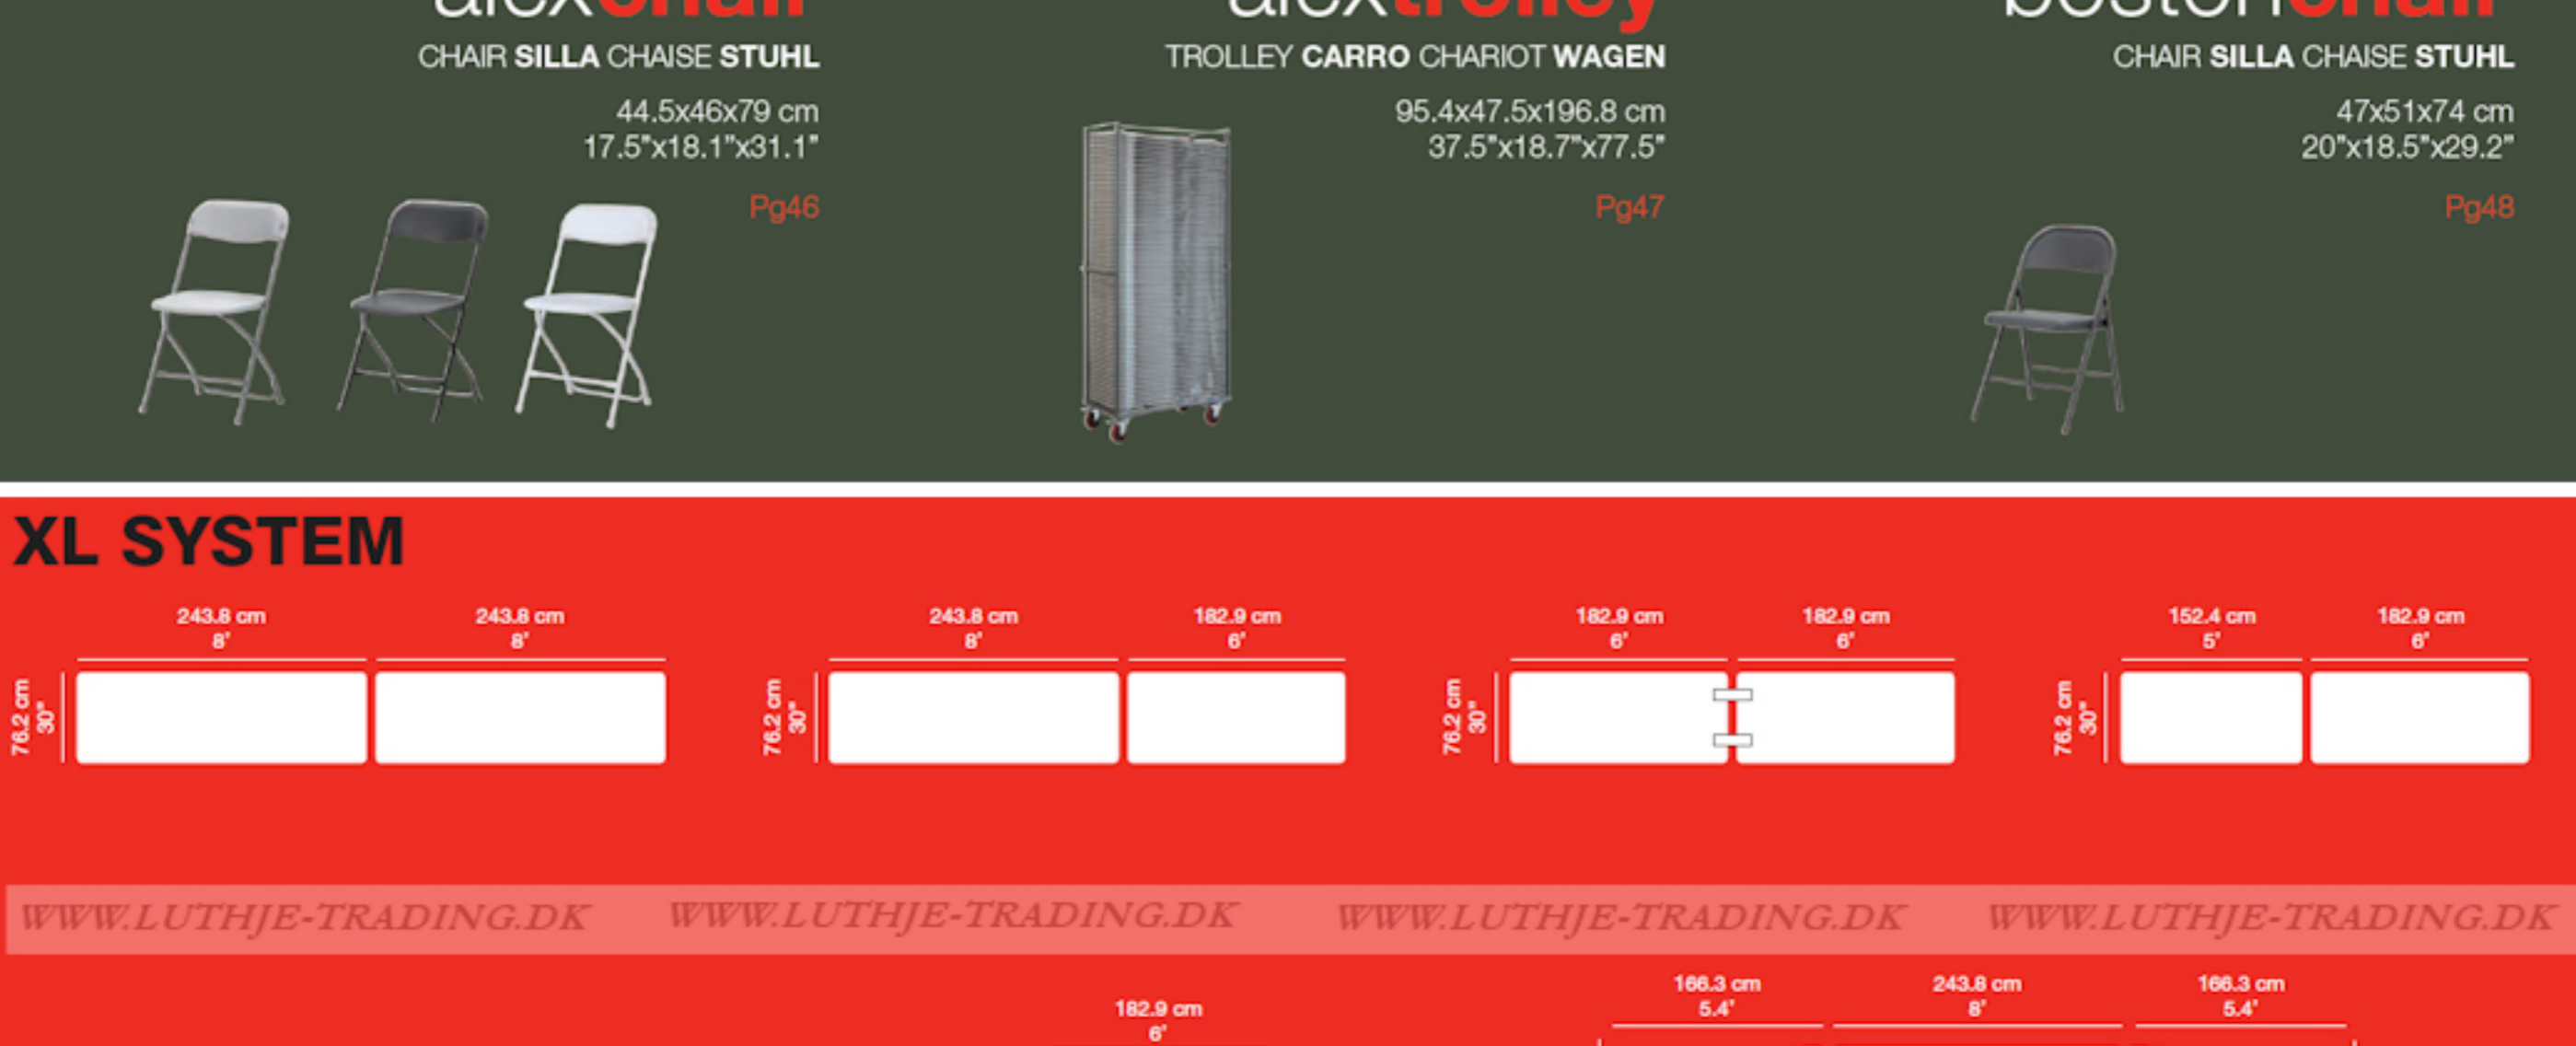 alexchair
CHAIR SILLA CHAISE STUHL
44.5x46x79 cm
17.5"x18.1"x31.1"
Pg46
alextrolley
TROLLEY CARRO CHARIOT WAGEN
95.4x47.5x196.8 cm
37.5"x18.7"x77.5"
Pg47
bostonchair
CHAIR SILLA CHAISE STUHL
47x51x74 cm
20"x18.5"x29.2"
Pg48
XL SYSTEM
243.8 cm
8'
243.8 cm
8'
76.2 cm
30"
243.8 cm
8'
182.9 cm
6'
76.2 cm
30"
182.9 cm
6'
182.9 cm
6'
76.2 cm
30"
152.4 cm
5'
182.9 cm
6'
76.2 cm
30"
WWW.LUTHJE-TRADING.DK WWW.LUTHJE-TRADING.DK WWW.LUTHJE-TRADING.DK WWW.LUTHJE-TRADING.DK
182.9 cm
6'
166.3 cm
5.4'
243.8 cm
8'
166.3 cm
5.4'